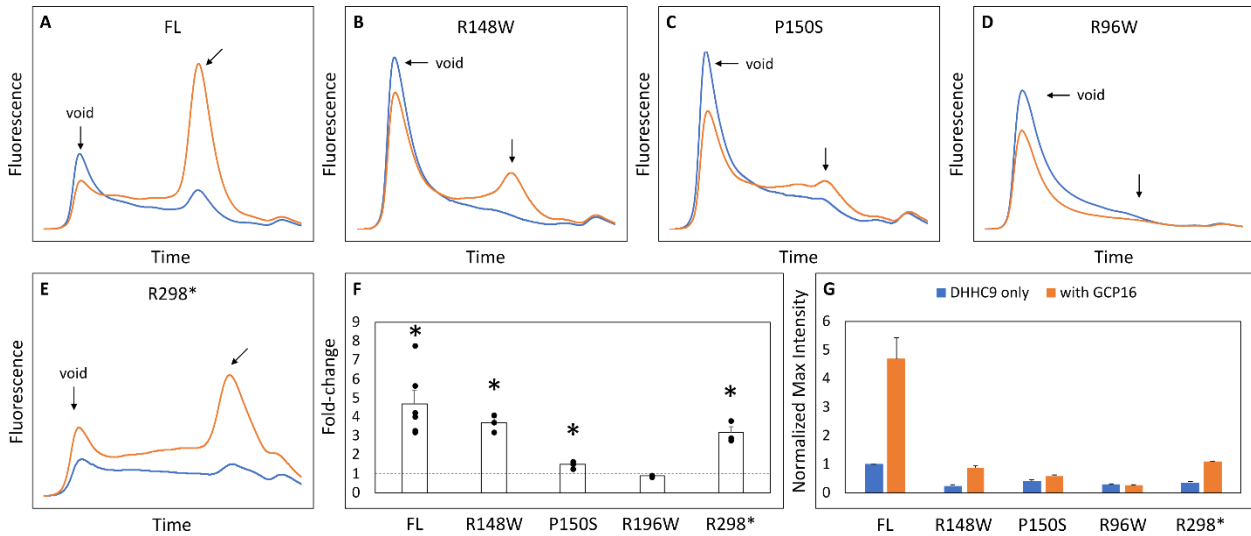 A
FL
Fluorescence
void
Time
B
R148W
Fluorescence
void
Time
C
P150S
Fluorescence
void
Time
D
R96W
Fluorescence
void
Time
E
R298*
Fluorescence
void
Time
F
Fold-change
9
8
7
6
5
4
3
2
1
0
*
*
*
*
FL R148W P150S R196W R298*
G
DHHC9 only with GCP16
Normalized Max Intensity
6
5
4
3
2
1
0
FL R148W P150S R96W R298*